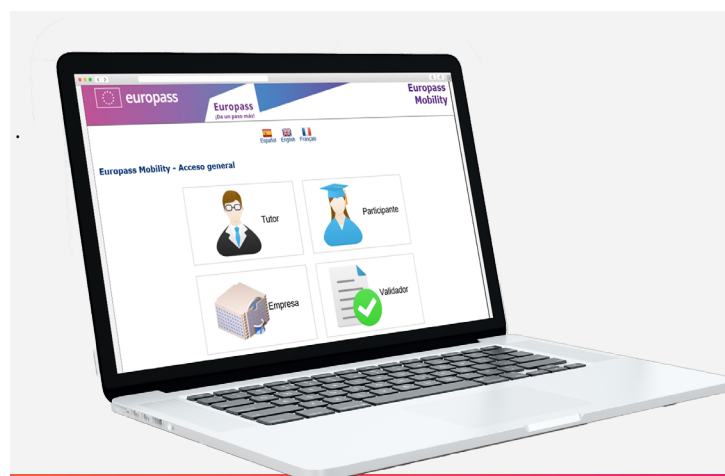 europass
Europass
¡Da un paso más!
Europass
Mobility
Español English Français
Europass Mobility - Acceso general
Tutor
Participante
Empresa
Validador